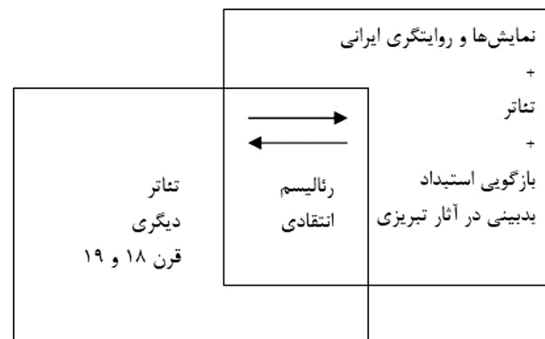 نمایش‌ها و روایتگری ایرانی
+
تئاتر
+
بازگویی استبداد
بدبینی در آثار تبریزی
رئالیسم
انتقادی
تئاتر
دیگری
قرن ۱۸ و ۱۹